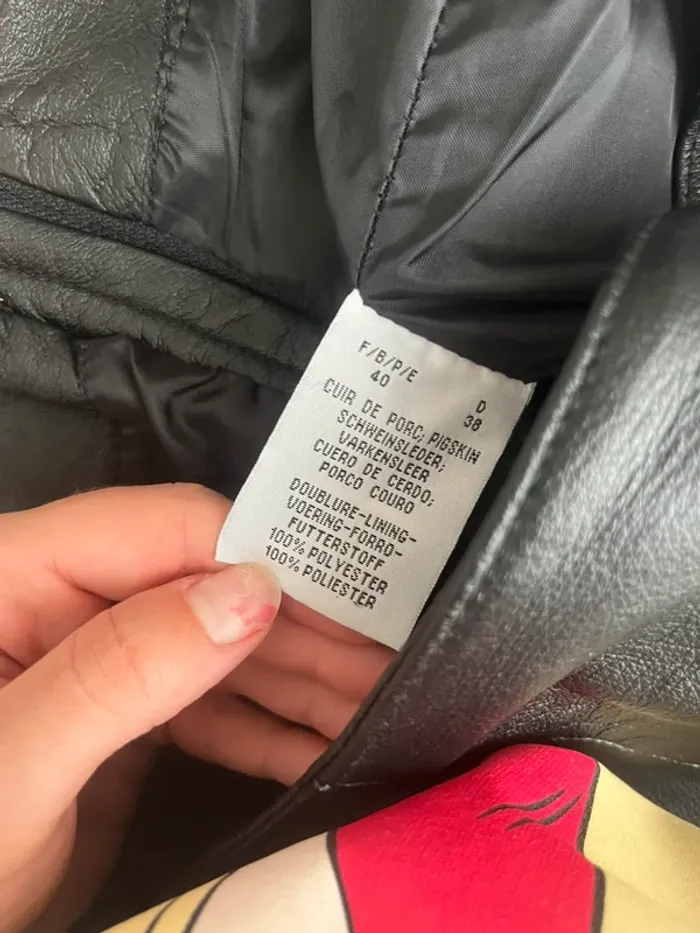 F/B/P/E D
40 38
CUIR DE PORC; PIGSKIN
SCHWEINSLEDER;
VARKENSLEER
CUERO DE CERDO;
PORCO COURO
DOUBLURE-LINING-
VOERING-FORRO-
FUTTERSTOFF
100% POLYESTER
100% POLIESTER